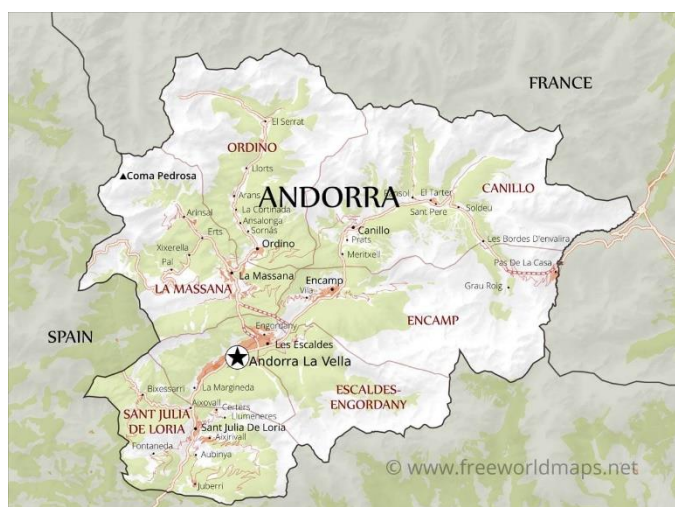 FRANCE
El Serrat
ORDINO
Llorts
Coma Pedrosa
ANDORRA
CANILLO
El Tarter
Arans
Arinsal
La Cortinada
Ansalonga
Sornás
Sant Pere
Soldeu
Erts
Canillo
Prats
Xixerella
Ordino
Les Bordes D'envalira
Pal
Meritxell
Pas De La Casa
La Massana
LA MASSANA
Encamp
Vila
Grau Roig
SPAIN
Engordany
ENCAMP
Les Escaldes
Andorra La Vella
Bixessarri
La Margineda
ESCALDES-
ENGORDANY
Aixovall
SANT JULIA
DE LORIA
Certers
Llumeneres
Sant Julia De Loria
Aixirivall
Fontaneda
Aubinya
Juberri
© www.freeworldmaps.net